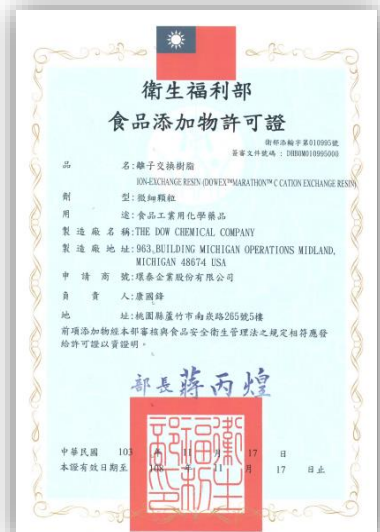 衛生福利部
食品添加物許可證
衛部添輸字第010995號
簽審文件號碼：DHB0M010995000
品 名：離子交換樹脂
ION-EXCHANGE RESIN(DOWEX™MARATHON™ C CATION EXCHANGE RESIN)
劑 型：微細顆粒
用 途：食品工業用化學藥品
製 造 廠 名 稱：THE DOW CHEMICAL COMPANY
製 造 廠 地 址：963,BUILDING MICHIGAN OPERATIONS MIDLAND,
MICHIGAN 48674 USA
申 請 商 號：環泰企業股份有限公司
負 責 人：康國鋒
地 址：桃園縣蘆竹市南崁路265號5樓
前項添加物經本部審核與食品安全衛生管理法之規定相符應發
給許可證以資證明。
部長 蔣丙煌
中華民國 103 年 11 月 17 日
本證有效日期至 108 年 11 月 17 日止
衛生福利部印